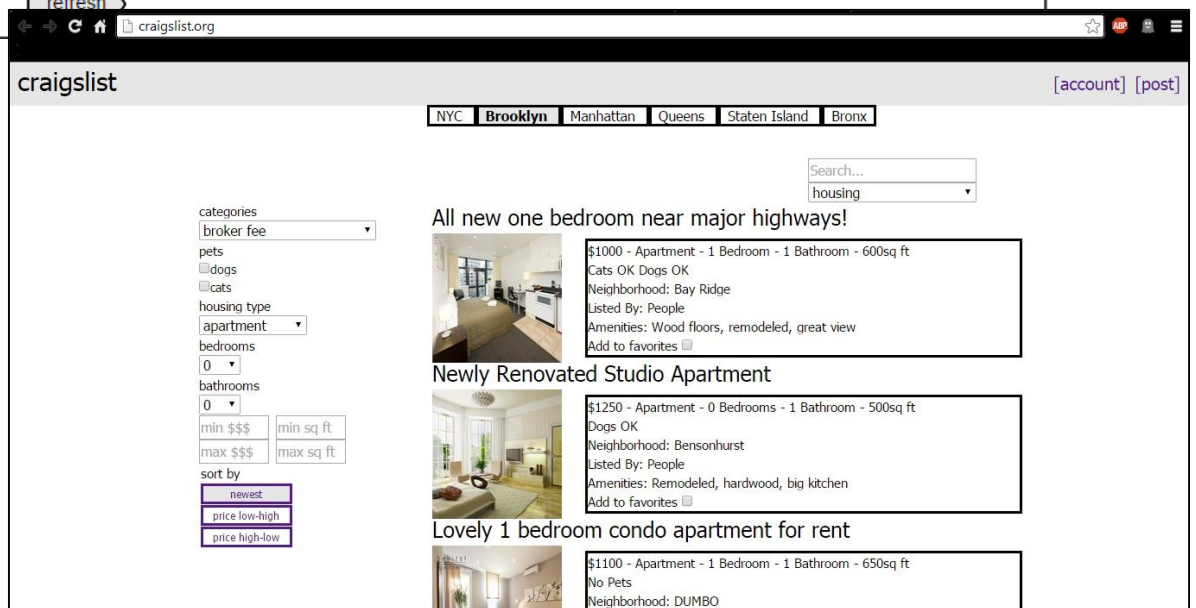 refresh
craigslist.org
ABP
craigslist
[account] [post]
NYC Brooklyn Manhattan Queens Staten Island Bronx
Search...
housing
categories
broker fee
pets
dogs
cats
housing type
apartment
bedrooms
0
bathrooms
0
min $$$ min sq ft
max $$$ max sq ft
sort by
newest
price low-high
price high-low
All new one bedroom near major highways!
$1000 - Apartment - 1 Bedroom - 1 Bathroom - 600sq ft
Cats OK Dogs OK
Neighborhood: Bay Ridge
Listed By: People
Amenities: Wood floors, remodeled, great view
Add to favorites
Newly Renovated Studio Apartment
$1250 - Apartment - 0 Bedrooms - 1 Bathroom - 500sq ft
Dogs OK
Neighborhood: Bensonhurst
Listed By: People
Amenities: Remodeled, hardwood, big kitchen
Add to favorites
Lovely 1 bedroom condo apartment for rent
$1100 - Apartment - 1 Bedroom - 1 Bathroom - 650sq ft
No Pets
Neighborhood: DUMBO